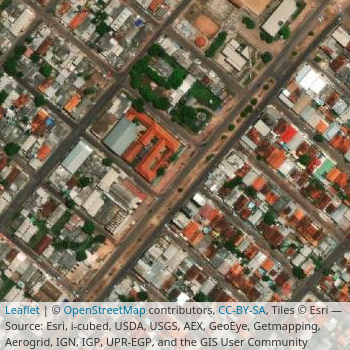 Leaflet | © OpenStreetMap contributors, CC-BY-SA, Tiles © Esri —
Source: Esri, i-cubed, USDA, USGS, AEX, GeoEye, Getmapping,
Aerogrid, IGN, IGP, UPR-EGP, and the GIS User Community